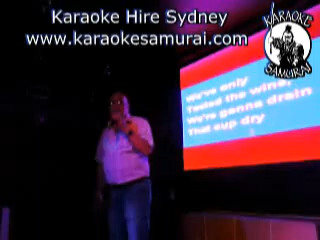 Karaoke Hire Sydney
www.karaokesamurai.com
KARAOKE
SAMURAI
We've only
Tasted the wine,
We're gonna drain
That cup dry